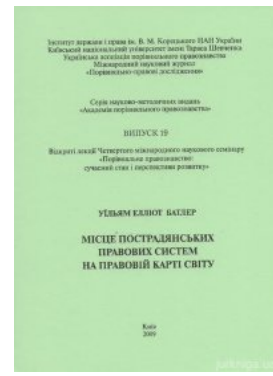 Інститут держави і права ім. В. М. Корецького НАН України
Київський національний університет імені Тараса Шевченка
Українська асоціація порівняльного правознавства
Міжнародний науковий журнал
«Порівняльно-правові дослідження»
Серія науково-методичних видань
«Академія порівняльного правознавства»
ВИПУСК 19
Відкриті лекції Четвертого міжнародного наукового семінару
«Порівняльне правознавство:
сучасний стан і перспективи розвитку»
УЇЛЬЯМ ЕЛЛІОТ БАТЛЕР
МІСЦЕ ПОСТРАДЯНСЬКИХ
ПРАВОВИХ СИСТЕМ
НА ПРАВОВІЙ КАРТІ СВІТУ
Київ
2009
jurkniga.ua